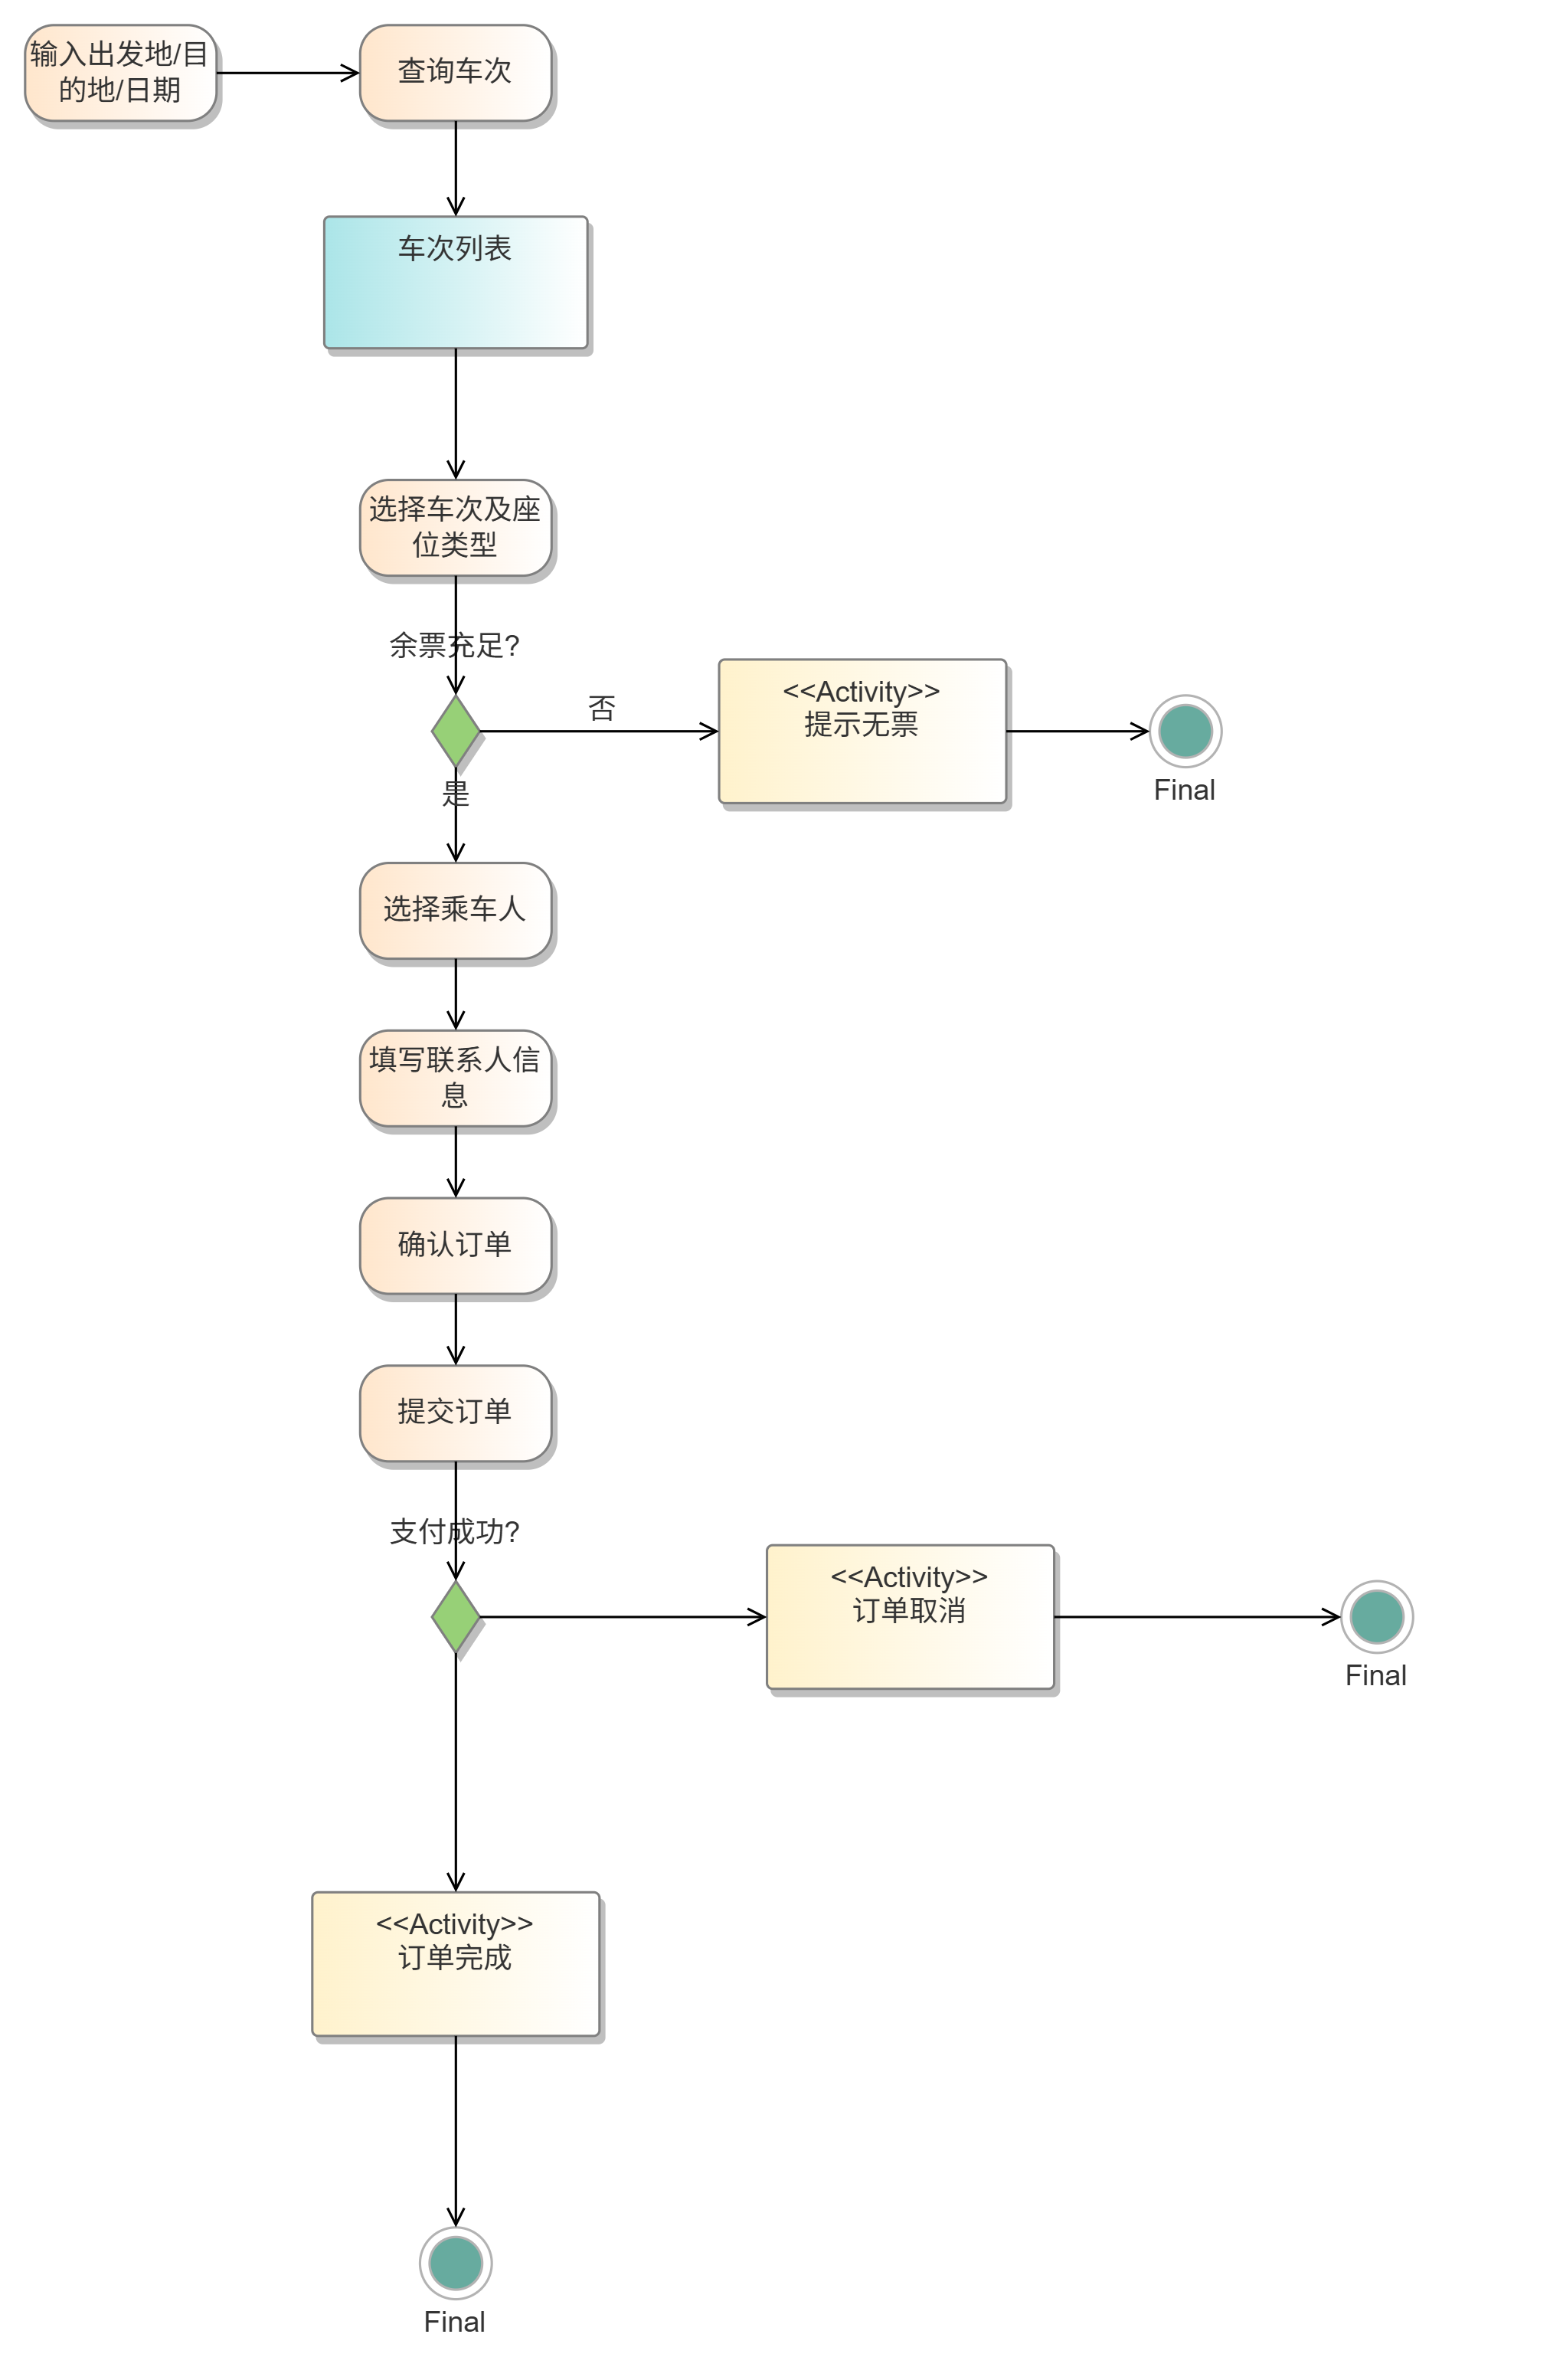 输入出发地/目
的地/日期
查询车次
车次列表
选择车次及座
位类型
余票充足?
否
<<Activity>>
提示无票
Final
是
选择乘车人
填写联系人信
息
确认订单
提交订单
支付成功?
<<Activity>>
订单取消
Final
<<Activity>>
订单完成
Final